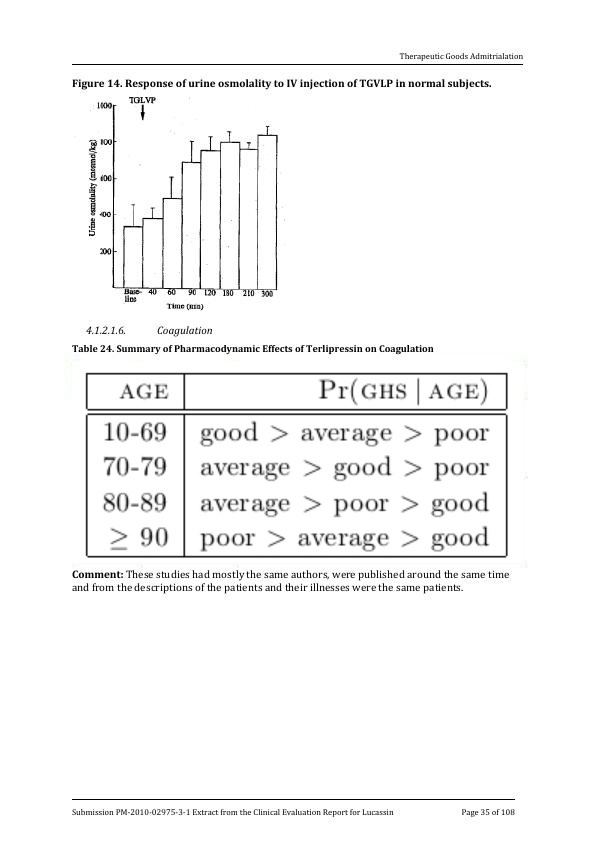 Therapeutic Goods Admitrialation
Figure 14. Response of urine osmolality to IV injection of TGVLP in normal subjects.
TGLVP
1000
800
600
400
200
Urine osmolality (mosmol/kg)
Base-
line 40 60 90 120 180 210 300
Time (min)
4.1.2.1.6. Coagulation
Table 24. Summary of Pharmacodynamic Effects of Terlipressin on Coagulation
AGE Pr(GHS | AGE)
10-69 good > average > poor
70-79 average > good > poor
80-89 average > poor > good
≥ 90 poor > average > good
Comment: These studies had mostly the same authors, were published around the same time
and from the descriptions of the patients and their illnesses were the same patients.
Submission PM-2010-02975-3-1 Extract from the Clinical Evaluation Report for Lucassin Page 35 of 108